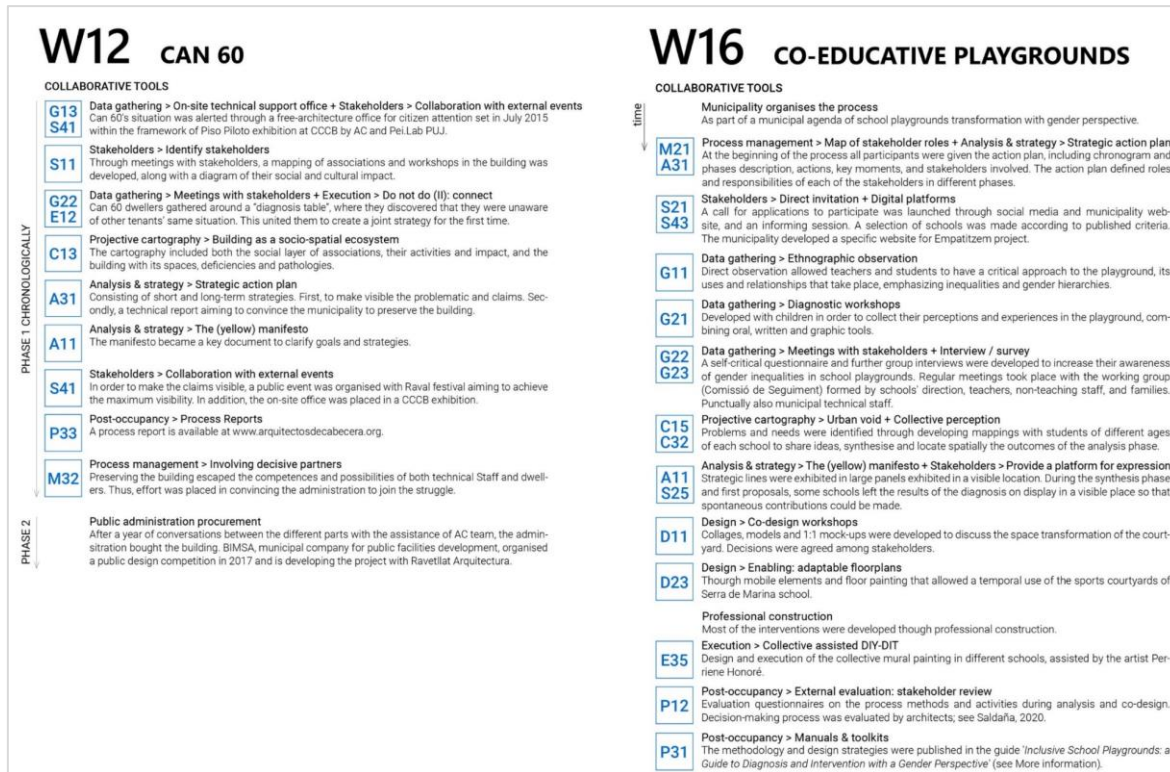 W12 CAN 60
COLLABORATIVE TOOLS
PHASE 1 CHRONOLOGICALLY
G13
S41
Data gathering > On-site technical support office + Stakeholders > Collaboration with external events
Can 60's situation was alerted through a free-architecture office for citizen attention set in July 2015
within the framework of Piso Piloto exhibition at CCCB by AC and Pei.Lab PUJ.
S11
Stakeholders > Identify stakeholders
Through meetings with stakeholders, a mapping of associations and workshops in the building was
developed, along with a diagram of their social and cultural impact.
G22
E12
Data gathering > Meetings with stakeholders + Execution > Do not do (II): connect
Can 60 dwellers gathered around a "diagnosis table", where they discovered that they were unaware
of other tenants' same situation. This united them to create a joint strategy for the first time.
C13
Projective cartography > Building as a socio-spatial ecosystem
The cartography included both the social layer of associations, their activities and impact, and the
building with its spaces, deficiencies and pathologies.
A31
Analysis & strategy > Strategic action plan
Consisting of short and long-term strategies. First, to make visible the problematic and claims. Sec-
ondly, a technical report aiming to convince the municipality to preserve the building.
A11
Analysis & strategy > The (yellow) manifesto
The manifesto became a key document to clarify goals and strategies.
S41
Stakeholders > Collaboration with external events
In order to make the claims visible, a public event was organised with Raval festival aiming to achieve
the maximum visibility. In addition, the on-site office was placed in a CCCB exhibition.
P33
Post-occupancy > Process Reports
A process report is available at www.arquitectosdecabecera.org.
M32
Process management > Involving decisive partners
Preserving the building escaped the competences and possibilities of both technical Staff and dwell-
ers. Thus, effort was placed in convincing the administration to join the struggle.
PHASE 2
Public administration procurement
After a year of conversations between the different parts with the assistance of AC team, the admin-
sitration bought the building. BIMSA, municipal company for public facilities development, organised
a public design competition in 2017 and is developing the project with Ravetllat Arquitectura.
W16 CO-EDUCATIVE PLAYGROUNDS
COLLABORATIVE TOOLS
time
Municipality organises the process
As part of a municipal agenda of school playgrounds transformation with gender perspective.
M21
A31
Process management > Map of stakeholder roles + Analysis & strategy > Strategic action plan
At the beginning of the process all participants were given the action plan, including chronogram and
phases description, actions, key moments, and stakeholders involved. The action plan defined roles
and responsibilities of each of the stakeholders in different phases.
S21
S43
Stakeholders > Direct invitation + Digital platforms
A call for applications to participate was launched through social media and municipality web-
site, and an informing session. A selection of schools was made according to published criteria.
The municipality developed a specific website for Empatitzem project.
G11
Data gathering > Ethnographic observation
Direct observation allowed teachers and students to have a critical approach to the playground, its
uses and relationships that take place, emphasizing inequalities and gender hierarchies.
G21
Data gathering > Diagnostic workshops
Developed with children in order to collect their perceptions and experiences in the playground, com-
bining oral, written and graphic tools.
G22
G23
Data gathering > Meetings with stakeholders + Interview / survey
A self-critical questionnaire and further group interviews were developed to increase their awareness
of gender inequalities in school playgrounds. Regular meetings took place with the working group
(Comissió de Seguiment) formed by schools' direction, teachers, non-teaching staff, and families.
Punctually also municipal technical staff.
C15
C32
Projective cartography > Urban void + Collective perception
Problems and needs were identified through developing mappings with students of different ages
of each school to share ideas, synthesise and locate spatially the outcomes of the analysis phase.
A11
S25
Analysis & strategy > The (yellow) manifesto + Stakeholders > Provide a platform for expression
Strategic lines were exhibited in large panels exhibited in a visible location. During the synthesis phase
and first proposals, some schools left the results of the diagnosis on display in a visible place so that
spontaneous contributions could be made.
D11
Design > Co-design workshops
Collages, models and 1:1 mock-ups were developed to discuss the space transformation of the court-
yard. Decisions were agreed among stakeholders.
D23
Design > Enabling: adaptable floorplans
Thourgh mobile elements and floor painting that allowed a temporal use of the sports courtyards of
Serra de Marina school.
Professional construction
Most of the interventions were developed though professional construction.
E35
Execution > Collective assisted DIY-DIT
Design and execution of the collective mural painting in different schools, assisted by the artist Per-
riene Honoré.
P12
Post-occupancy > External evaluation: stakeholder review
Evaluation questionnaires on the process methods and activities during analysis and co-design.
Decision-making process was evaluated by architects; see Saldaña, 2020.
P31
Post-occupancy > Manuals & toolkits
The methodology and design strategies were published in the guide 'Inclusive School Playgrounds: a
Guide to Diagnosis and Intervention with a Gender Perspective' (see More information).